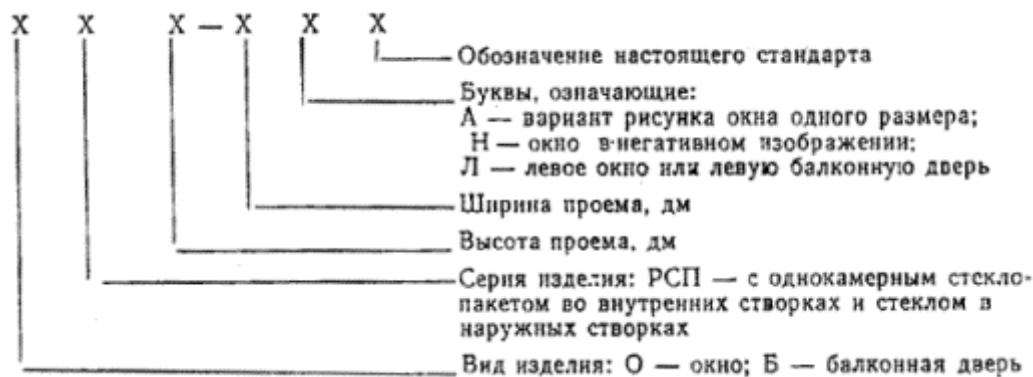 Х Х Х — Х Х Х
Обозначение настоящего стандарта
Буквы, означающие:
А — вариант рисунка окна одного размера;
Н — окно в негативном изображении;
Л — левое окно или левую балконную дверь
Ширина проема, дм
Высота проема, дм
Серия изделия: РСП — с однокамерным стекло-
пакетом во внутренних створках и стеклом в
наружных створках
Вид изделия: О — окно; Б — балконная дверь